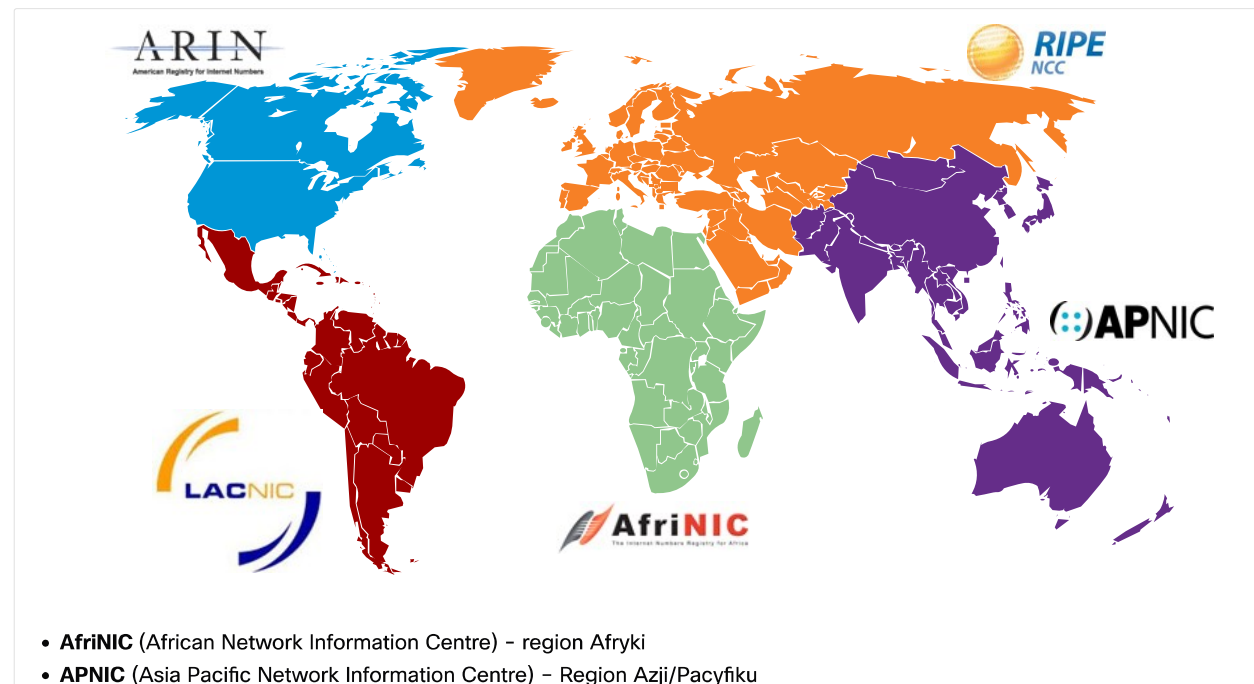 ARIN
American Registry for Internet Numbers
RIPE
NCC
APNIC
LACNIC
AfriNIC
The Internet Numbers Registry for Africa
• AfriNIC (African Network Information Centre) – region Afryki
• APNIC (Asia Pacific Network Information Centre) – Region Azji/Pacyfiku